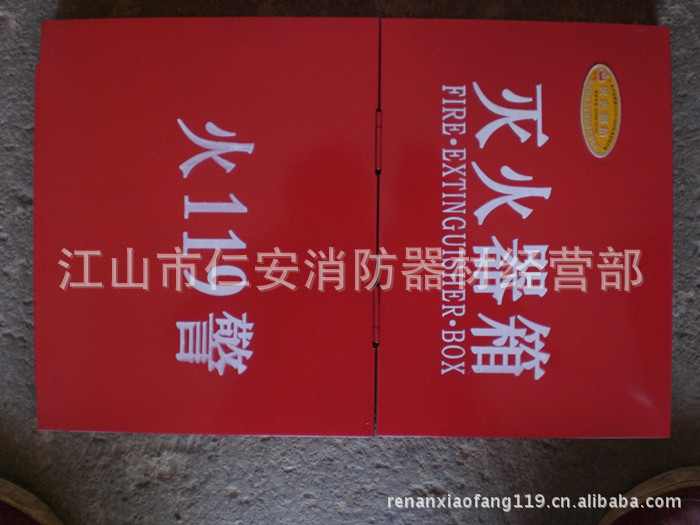 灭火器箱
FIRE·EXTINGUISHER·BOX
火119警
江山市仁安消防器材经营部
renanxiaofang119.cn.alibaba.com